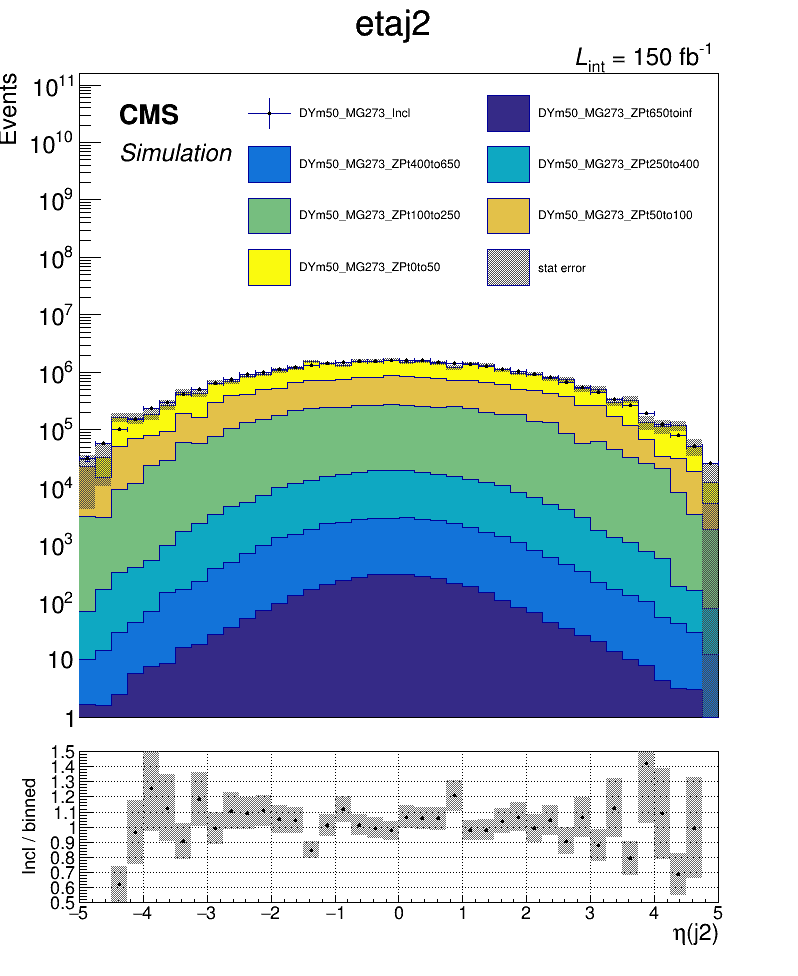 etaj2
L_int = 150 fb^-1
Events
CMS
Simulation
DYm50_MG273_Incl
DYm50_MG273_ZPt650toinf
DYm50_MG273_ZPt400to650
DYm50_MG273_ZPt250to400
DYm50_MG273_ZPt100to250
DYm50_MG273_ZPt50to100
DYm50_MG273_ZPt0to50
stat error
10^11
10^10
10^9
10^8
10^7
10^6
10^5
10^4
10^3
10^2
10
1
Incl / binned
1.5
1.4
1.3
1.2
1.1
1
0.9
0.8
0.7
0.6
0.5
−5 −4 −3 −2 −1 0 1 2 3 4 5
η(j2)